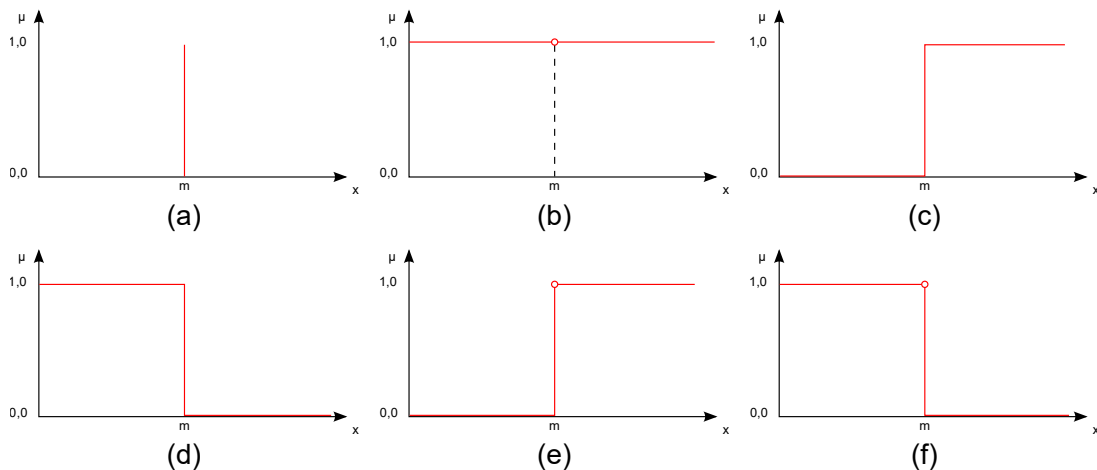 μ μ μ
1,0 1,0 1,0
0,0 0,0 0,0
m m m
x x x
(a) (b) (c)
μ μ μ
1,0 1,0 1,0
0,0 0,0 0,0
m m m
x x x
(d) (e) (f)